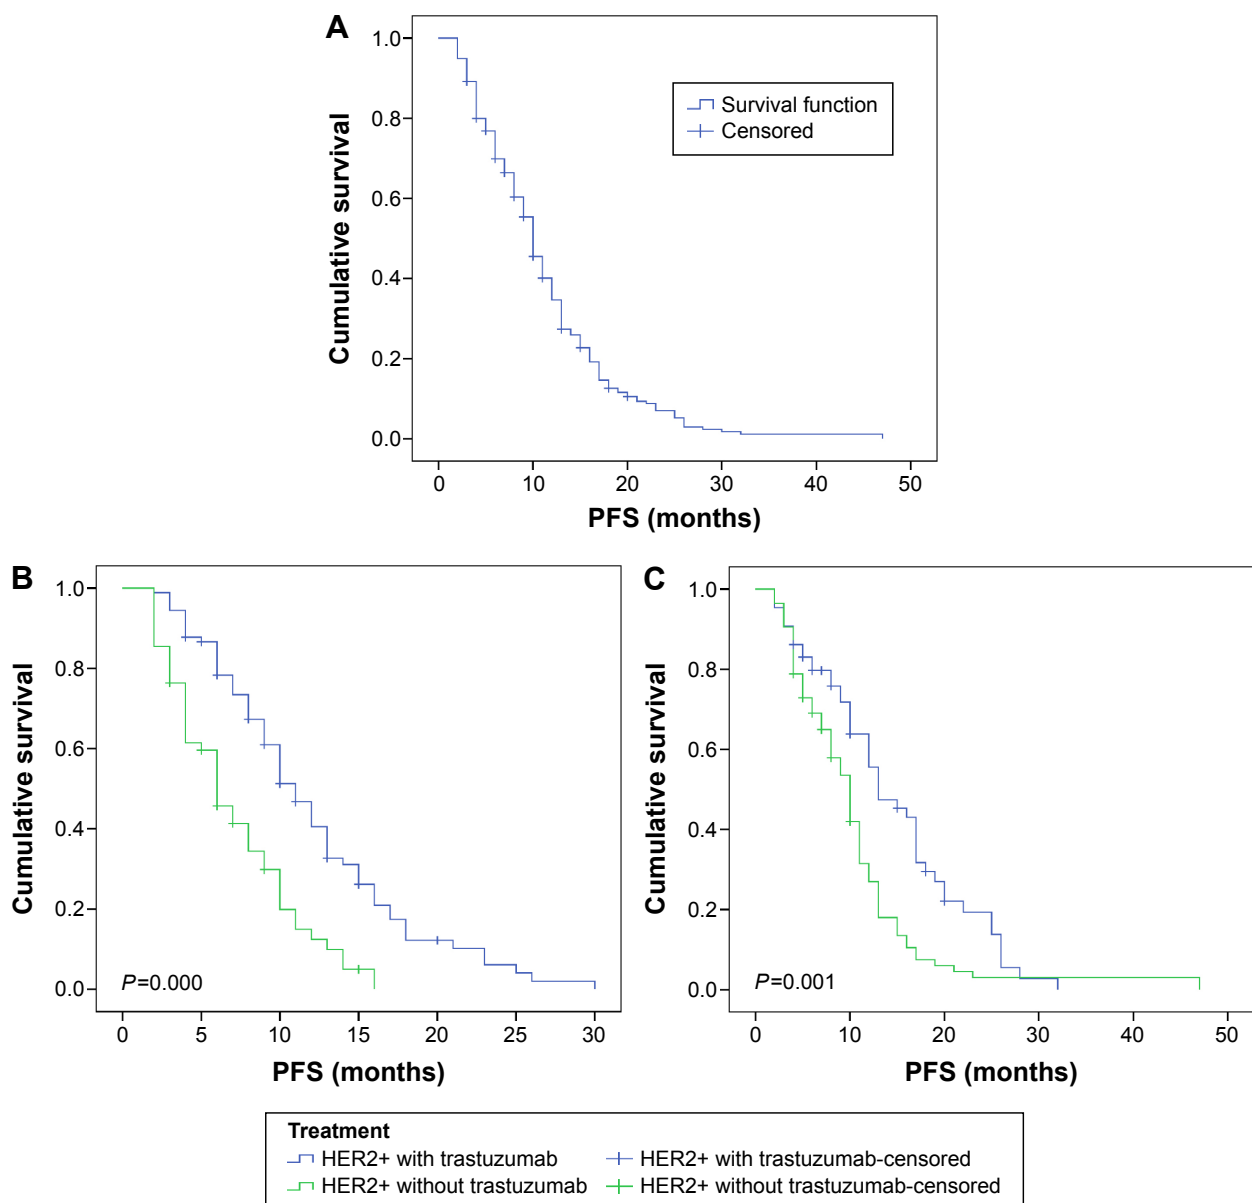 A
1.0
0.8
0.6
0.4
0.2
0.0
Cumulative survival
Survival function
Censored
0 10 20 30 40 50
PFS (months)
B
1.0
0.8
0.6
0.4
0.2
0.0
Cumulative survival
P=0.000
0 5 10 15 20 25 30
PFS (months)
C
1.0
0.8
0.6
0.4
0.2
0.0
Cumulative survival
P=0.001
0 10 20 30 40 50
PFS (months)
Treatment
HER2+ with trastuzumab HER2+ with trastuzumab-censored
HER2+ without trastuzumab HER2+ without trastuzumab-censored